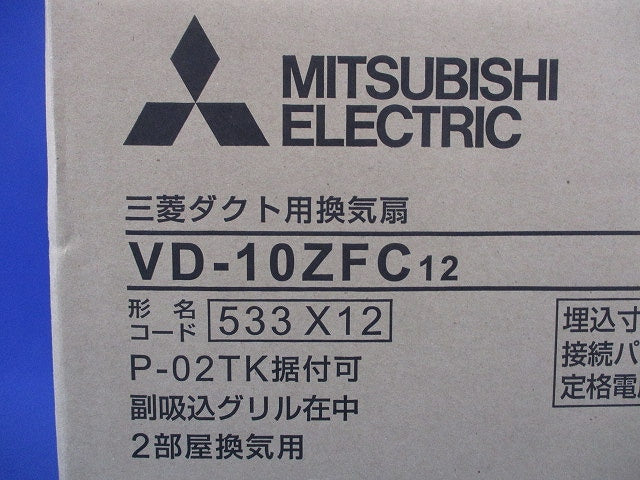 MITSUBISHI
ELECTRIC
三菱ダクト用換気扇
VD-10ZFC12
形名
コード 533X12
P-02TK据付可
副吸込グリル在中
2部屋換気用
埋込寸
接続パ
定格電